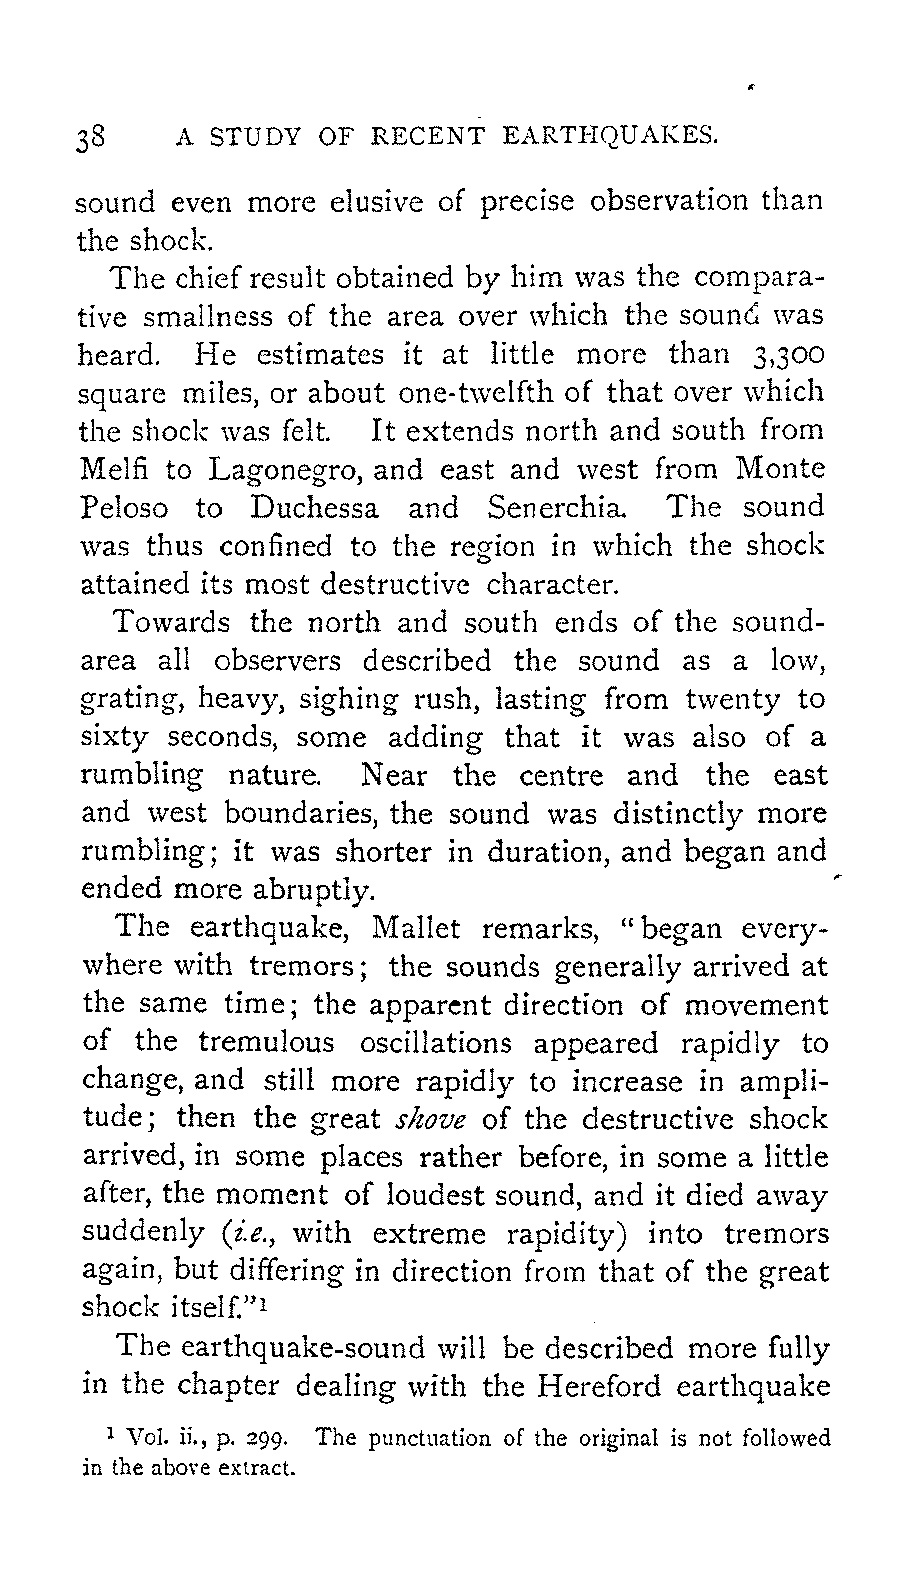 38 A STUDY OF RECENT EARTHQUAKES.
sound even more elusive of precise observation than
the shock.
The chief result obtained by him was the compara-
tive smallness of the area over which the sound was
heard. He estimates it at little more than 3,300
square miles, or about one-twelfth of that over which
the shock was felt. It extends north and south from
Melfi to Lagonegro, and east and west from Monte
Peloso to Duchessa and Senerchia. The sound
was thus confined to the region in which the shock
attained its most destructive character.
Towards the north and south ends of the sound-
area all observers described the sound as a low,
grating, heavy, sighing rush, lasting from twenty to
sixty seconds, some adding that it was also of a
rumbling nature. Near the centre and the east
and west boundaries, the sound was distinctly more
rumbling; it was shorter in duration, and began and
ended more abruptly.
The earthquake, Mallet remarks, "began every-
where with tremors; the sounds generally arrived at
the same time; the apparent direction of movement
of the tremulous oscillations appeared rapidly to
change, and still more rapidly to increase in ampli-
tude; then the great shove of the destructive shock
arrived, in some places rather before, in some a little
after, the moment of loudest sound, and it died away
suddenly (i.e., with extreme rapidity) into tremors
again, but differing in direction from that of the great
shock itself."1
The earthquake-sound will be described more fully
in the chapter dealing with the Hereford earthquake
1 Vol. ii., p. 299. The punctuation of the original is not followed
in the above extract.